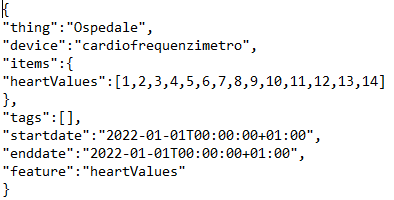 {
"thing":"Ospedale",
"device":"cardiofrequenzimetro",
"items":{
"heartValues":[1,2,3,4,5,6,7,8,9,10,11,12,13,14]
},
"tags":[],
"startdate":"2022-01-01T00:00:00+01:00",
"enddate":"2022-01-01T00:00:00+01:00",
"feature":"heartValues"
}